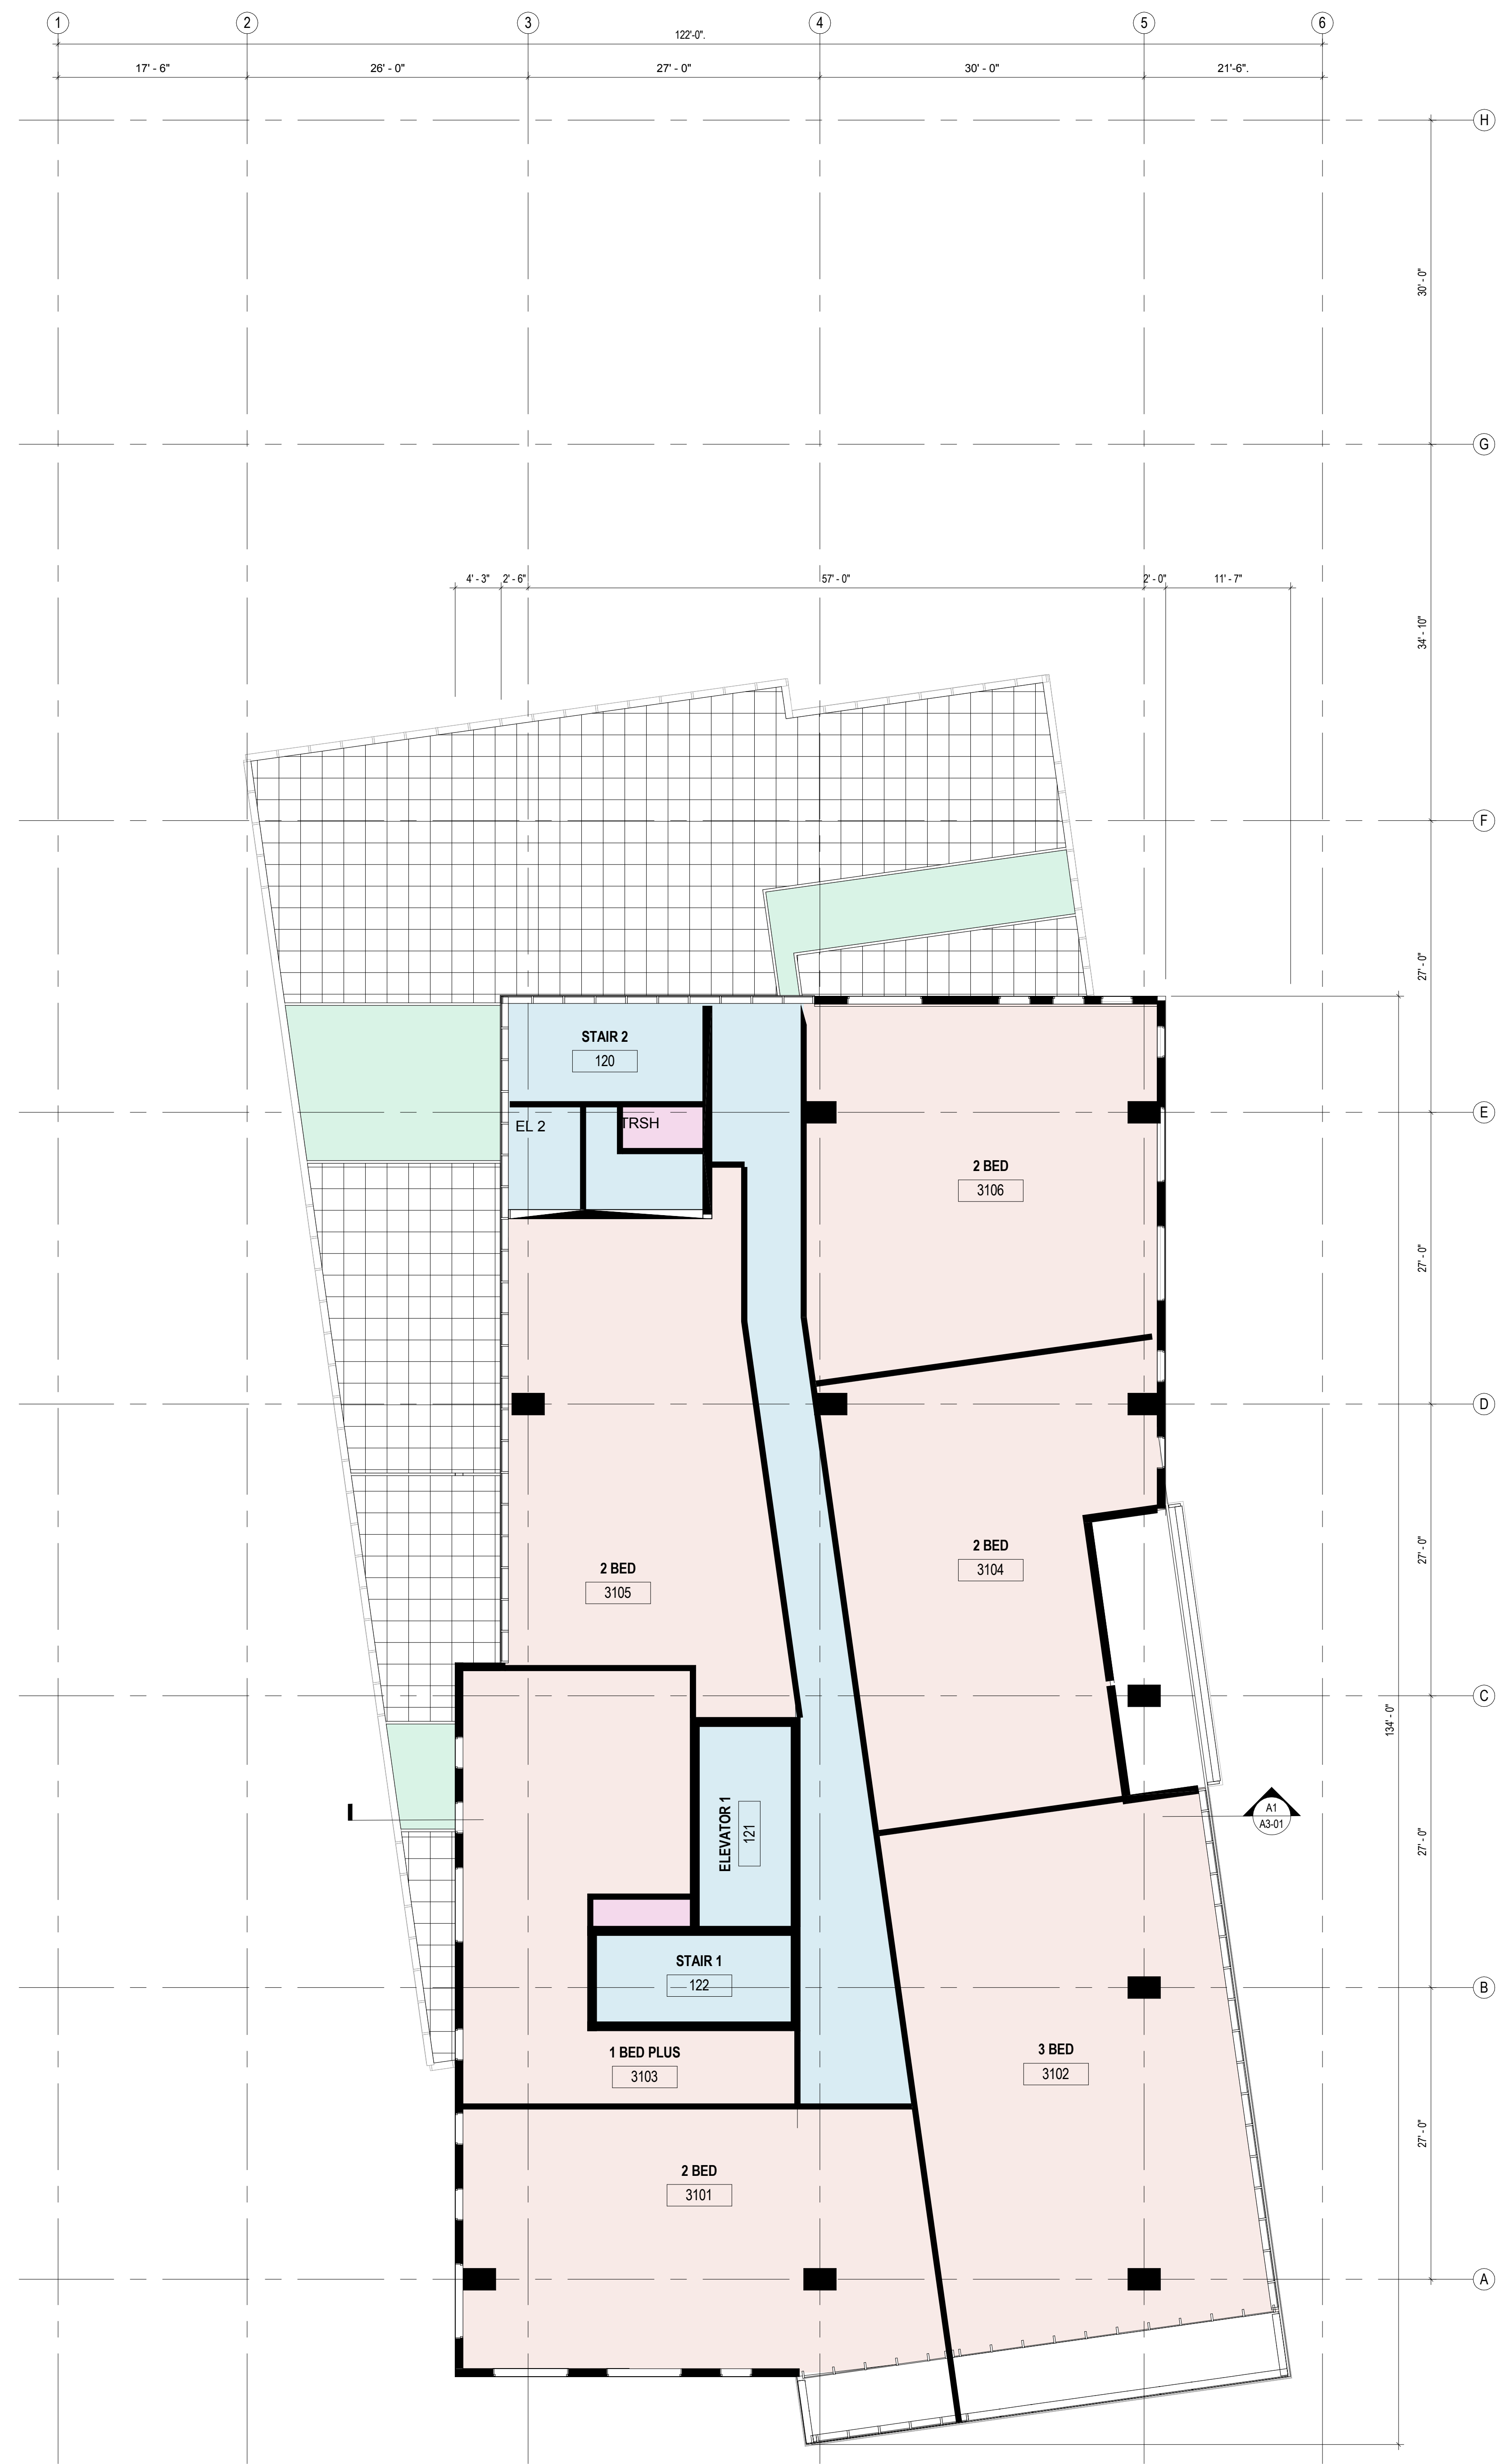 1 2 3 4 5 6
122'-0".
17' - 6" 26' - 0" 27' - 0" 30' - 0" 21'-6".
H
30' - 0"
G
4' - 3" 2' - 6" 57' - 0" 2' - 0" 11' - 7"
34' - 10"
F
27' - 0"
STAIR 2
120
EL 2 TRSH
E
2 BED
3106
27' - 0"
D
2 BED
3104
2 BED
3105
27' - 0"
C
134' - 0"
ELEVATOR 1
121
A1
A3-01
27' - 0"
STAIR 1
122
B
1 BED PLUS
3103
3 BED
3102
27' - 0"
2 BED
3101
A